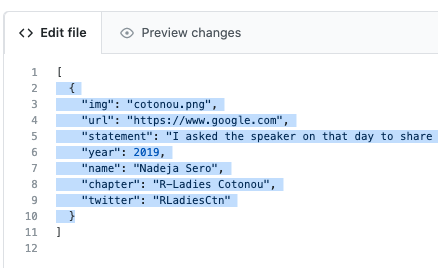 <> Edit file Preview changes
1 [
2 {
3 "img": "cotonou.png",
4 "url": "https://www.google.com",
5 "statement": "I asked the speaker on that day to share
6 "year": 2019,
7 "name": "Nadeja Sero",
8 "chapter": "R-Ladies Cotonou",
9 "twitter": "RLadiesCtn"
10 }
11 ]
12